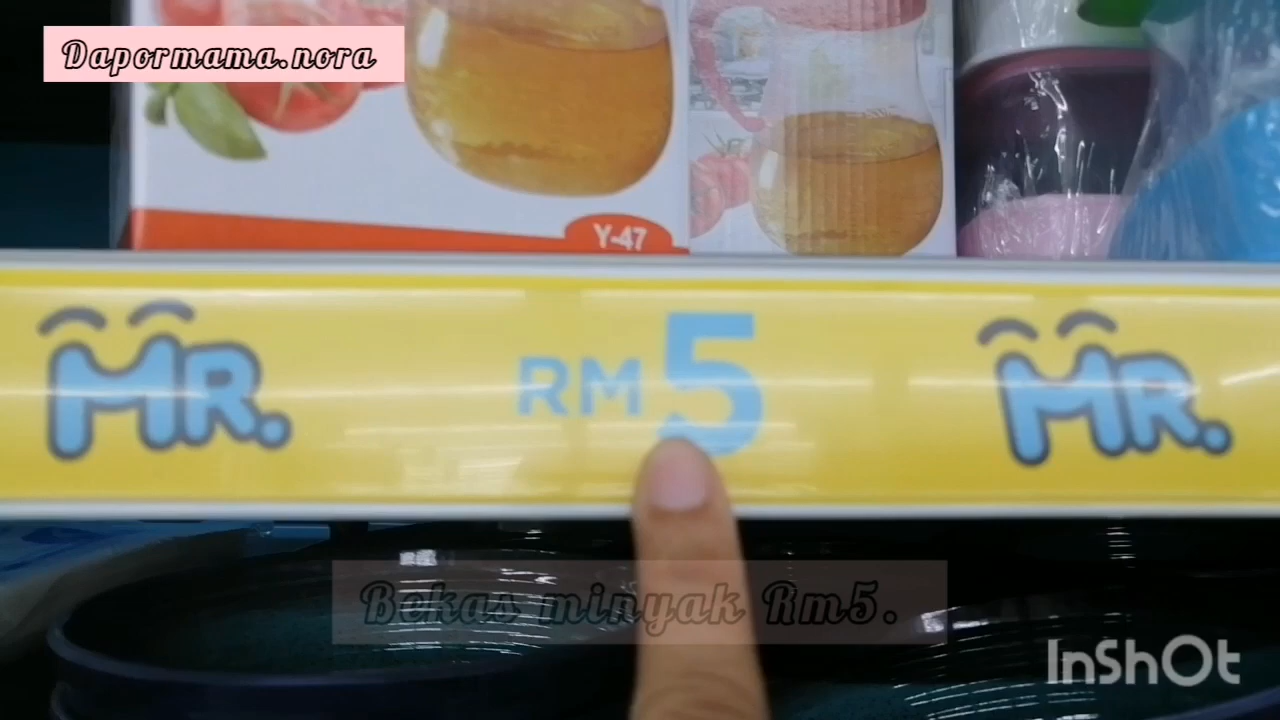 Dapormama.nora
Y-47
MR.
RM5
MR.
Bekas minyak Rm5.
InShOt